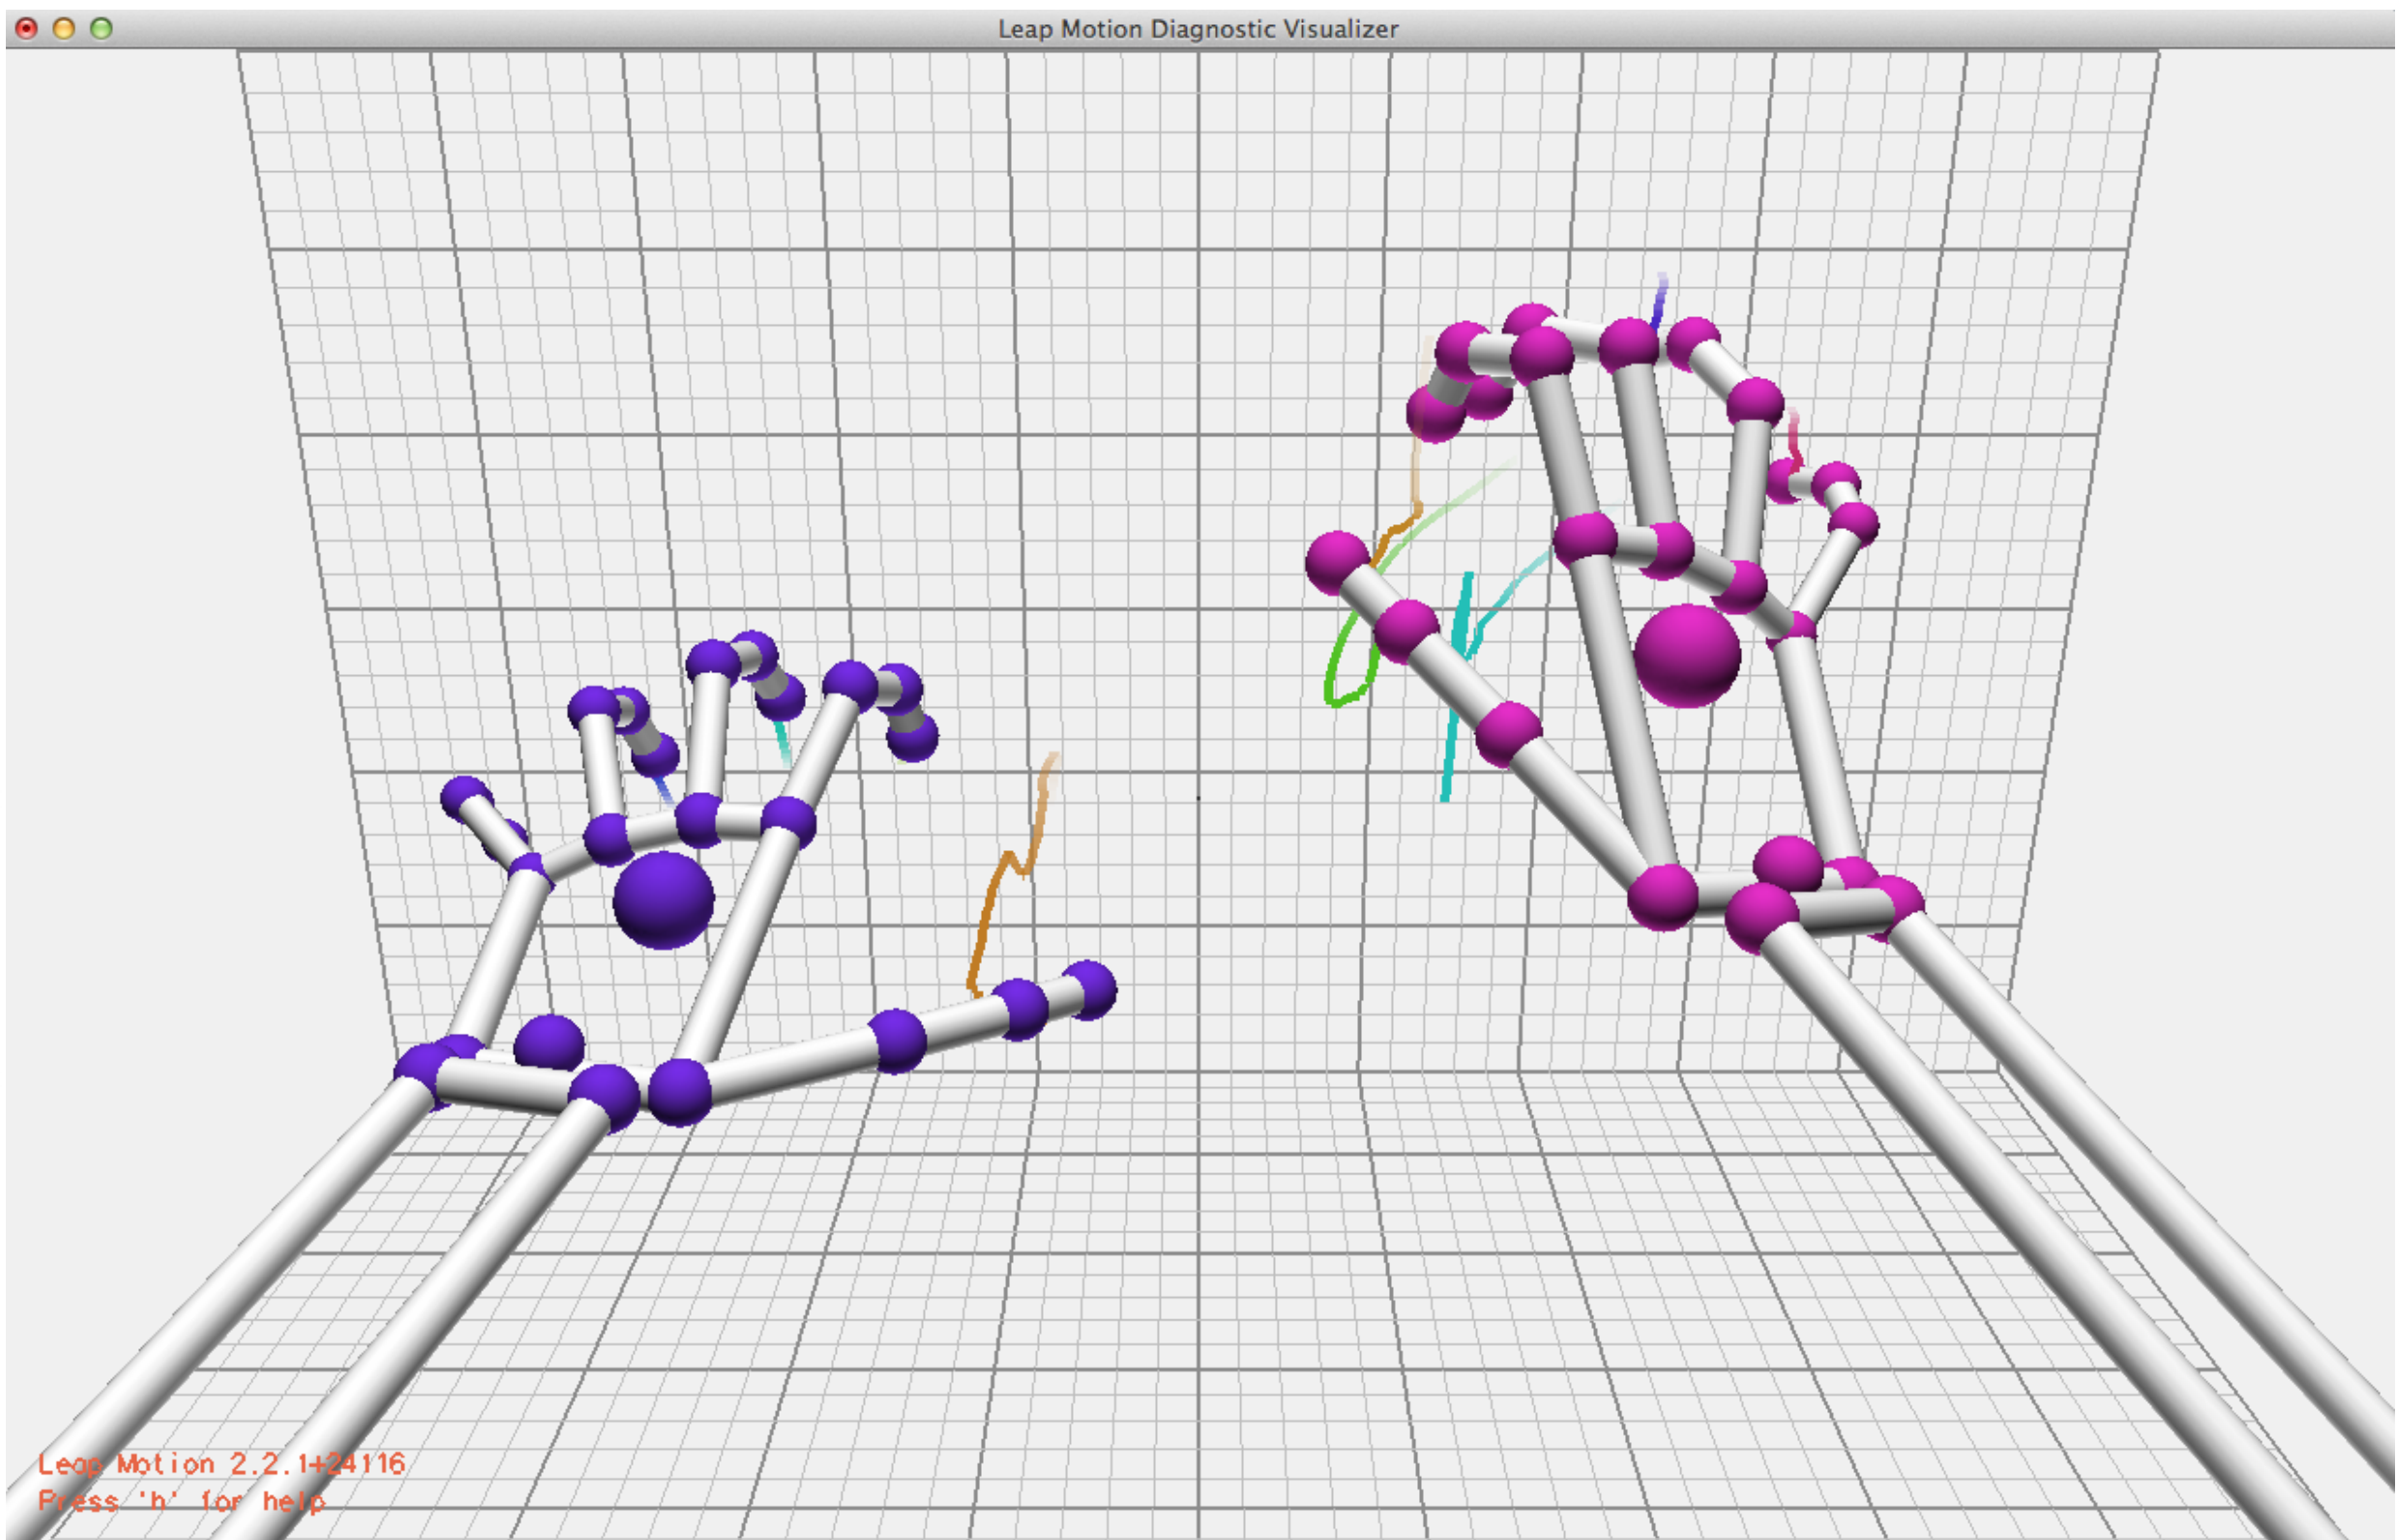 Leap Motion Diagnostic Visualizer
Leap Motion 2.2.1+24116
Press 'h' for help